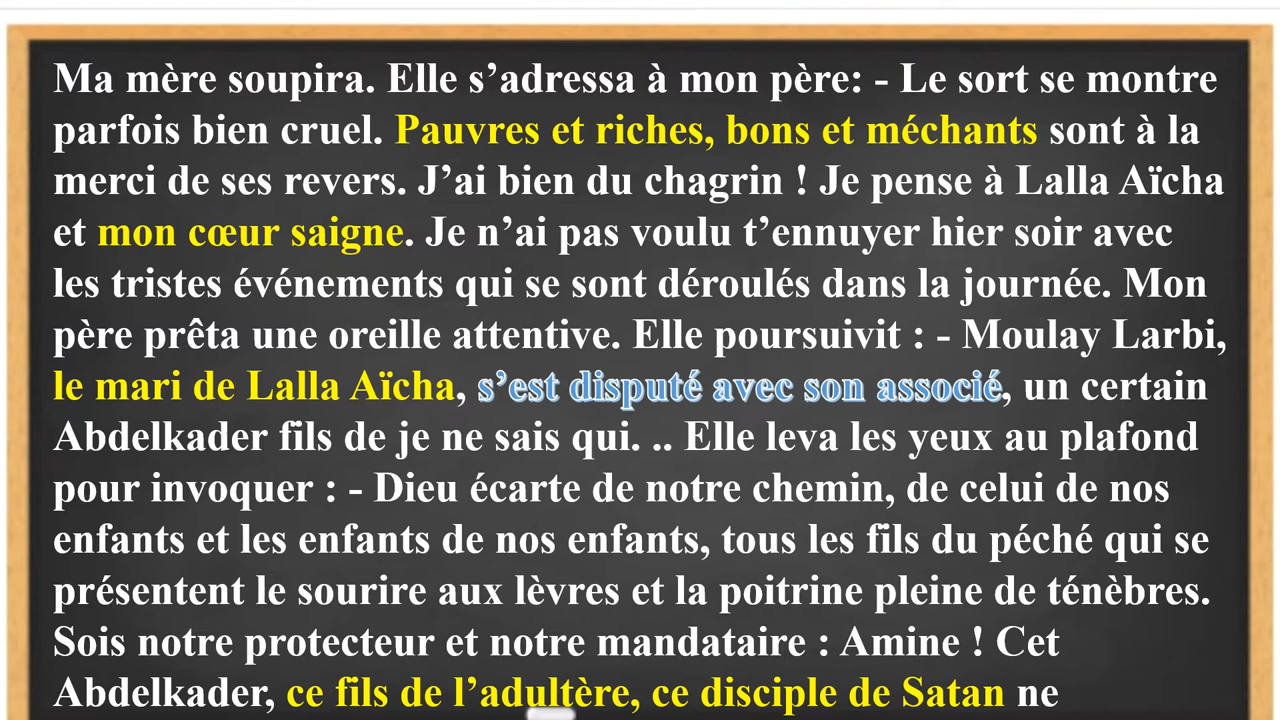 Ma mère soupira. Elle s’adressa à mon père: - Le sort se montre
parfois bien cruel. Pauvres et riches, bons et méchants sont à la
merci de ses revers. J’ai bien du chagrin ! Je pense à Lalla Aïcha
et mon cœur saigne. Je n’ai pas voulu t’ennuyer hier soir avec
les tristes événements qui se sont déroulés dans la journée. Mon
père prêta une oreille attentive. Elle poursuivit : - Moulay Larbi,
le mari de Lalla Aïcha, s’est disputé avec son associé, un certain
Abdelkader fils de je ne sais qui. .. Elle leva les yeux au plafond
pour invoquer : - Dieu écarte de notre chemin, de celui de nos
enfants et les enfants de nos enfants, tous les fils du péché qui se
présentent le sourire aux lèvres et la poitrine pleine de ténèbres.
Sois notre protecteur et notre mandataire : Amine ! Cet
Abdelkader, ce fils de l’adultère, ce disciple de Satan ne